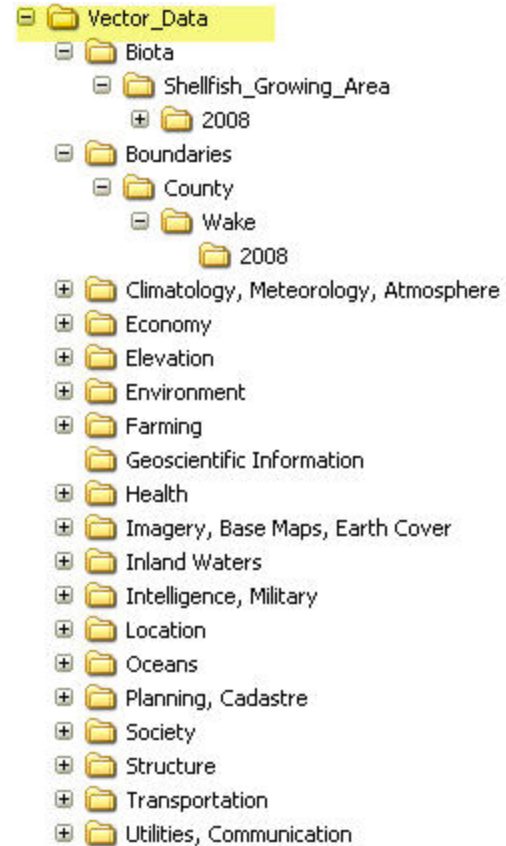 Vector_Data
Biota
Shellfish_Growing_Area
2008
Boundaries
County
Wake
2008
Climatology, Meteorology, Atmosphere
Economy
Elevation
Environment
Farming
Geoscientific Information
Health
Imagery, Base Maps, Earth Cover
Inland Waters
Intelligence, Military
Location
Oceans
Planning, Cadastre
Society
Structure
Transportation
Utilities, Communication